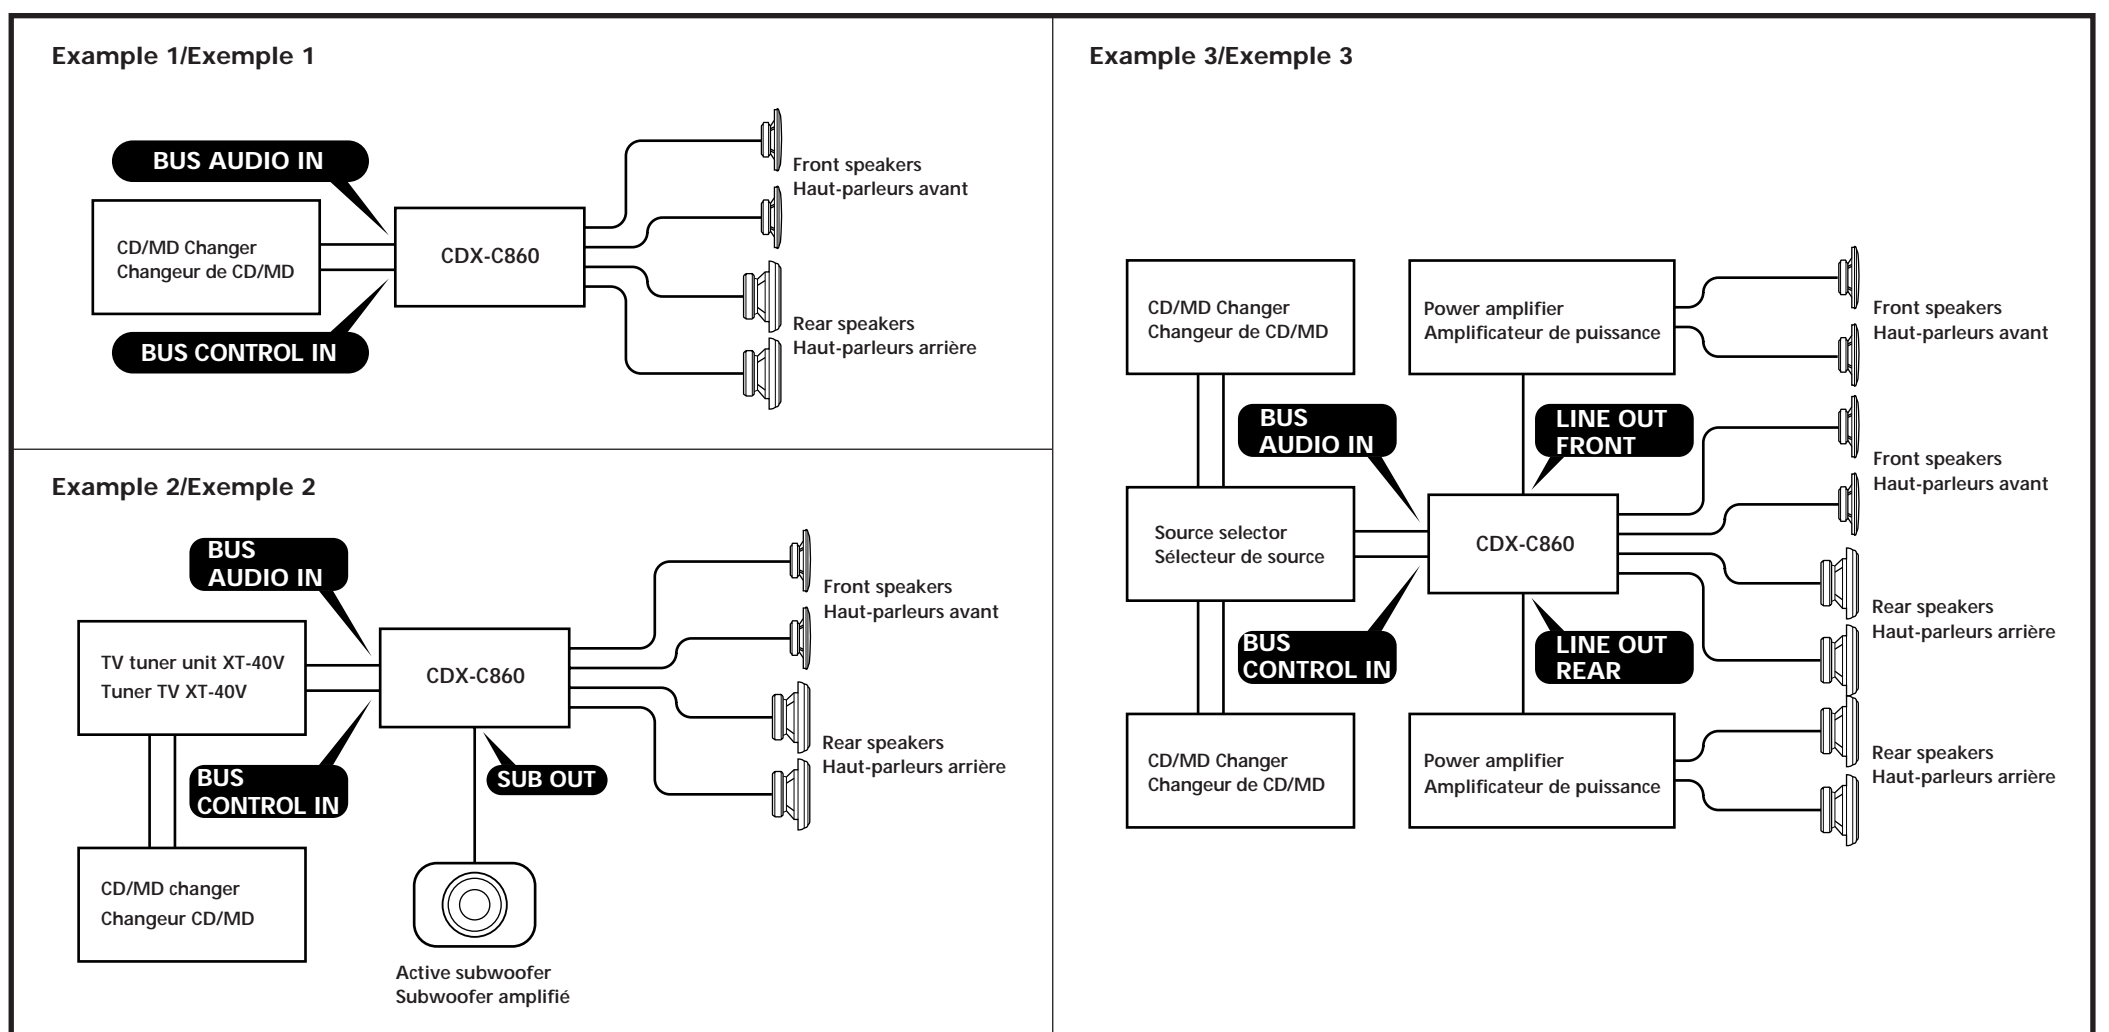 Example 1/Exemple 1
BUS AUDIO IN
CD/MD Changer
Changeur de CD/MD
CDX-C860
BUS CONTROL IN
Front speakers
Haut-parleurs avant
Rear speakers
Haut-parleurs arrière
Example 2/Exemple 2
BUS
AUDIO IN
TV tuner unit XT-40V
Tuner TV XT-40V
CDX-C860
BUS
CONTROL IN
SUB OUT
Front speakers
Haut-parleurs avant
Rear speakers
Haut-parleurs arrière
CD/MD changer
Changeur CD/MD
Active subwoofer
Subwoofer amplifié
Example 3/Exemple 3
CD/MD Changer
Changeur de CD/MD
Power amplifier
Amplificateur de puissance
Front speakers
Haut-parleurs avant
BUS
AUDIO IN
LINE OUT
FRONT
Front speakers
Haut-parleurs avant
Source selector
Sélecteur de source
CDX-C860
BUS
CONTROL IN
LINE OUT
REAR
Rear speakers
Haut-parleurs arrière
CD/MD Changer
Changeur de CD/MD
Power amplifier
Amplificateur de puissance
Rear speakers
Haut-parleurs arrière